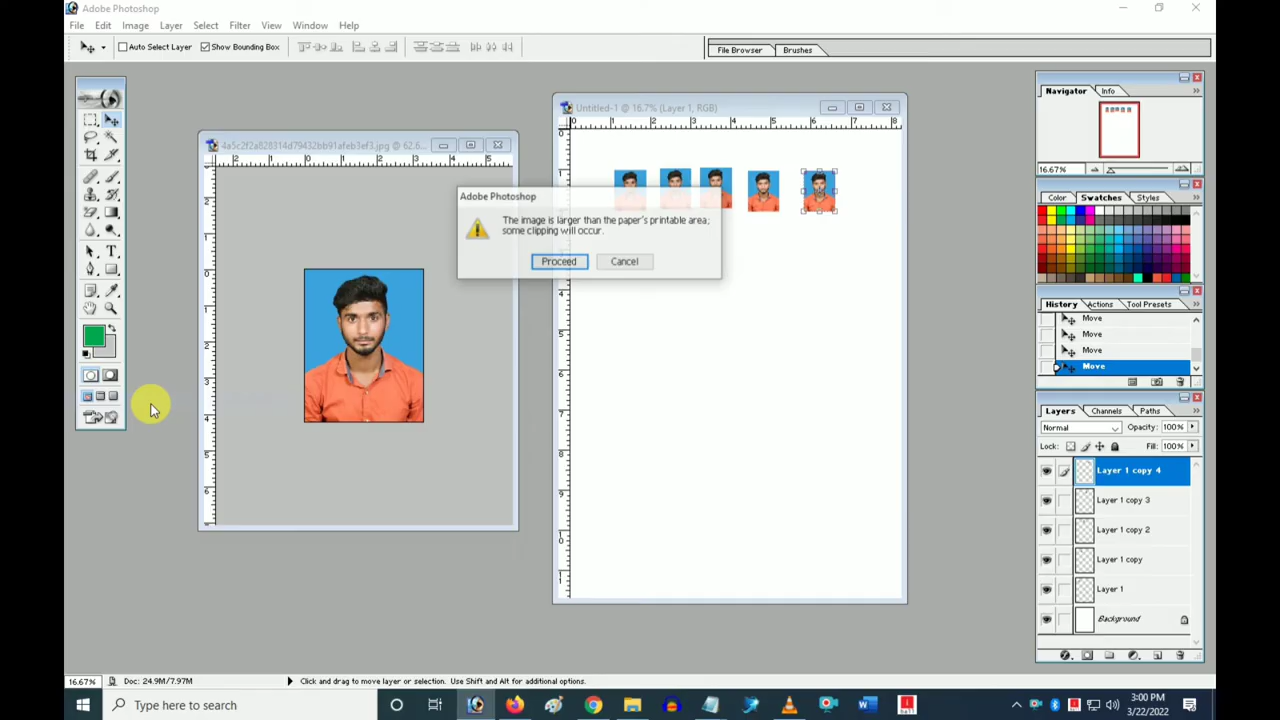 Adobe Photoshop
File Edit Image Layer Select Filter View Window Help
Auto Select Layer Show Bounding Box
File Browser Brushes
Untitled-1 @ 16.7% (Layer 1, RGB)
4a5c2f2a828314d79432bb91afeb3ef3.jpg @ 62.6...
Adobe Photoshop
The image is larger than the paper's printable area;
some clipping will occur.
Proceed Cancel
Navigator Info
16.67%
Color Swatches Styles
History Actions Tool Presets
Move
Move
Move
Move
Layers Channels Paths
Normal Opacity: 100%
Lock: Fill: 100%
Layer 1 copy 4
Layer 1 copy 3
Layer 1 copy 2
Layer 1 copy
Layer 1
Background
16.67% Doc: 24.9M/7.97M Click and drag to move layer or selection. Use Shift and Alt for additional options.
Type here to search
3:00 PM
3/22/2022